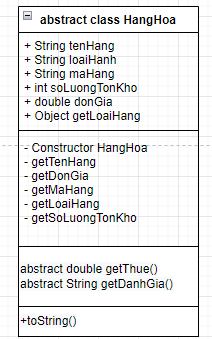 abstract class HangHoa
+ String tenHang
+ String loaiHanh
+ String maHang
+ int soLuongTonKho
+ double donGia
+ Object getLoaiHang
- Constructor HangHoa
- getTenHang
- getDonGia
- getMaHang
- getLoaiHang
- getSoLuongTonKho
abstract double getThue()
abstract String getDanhGia()
+toString()